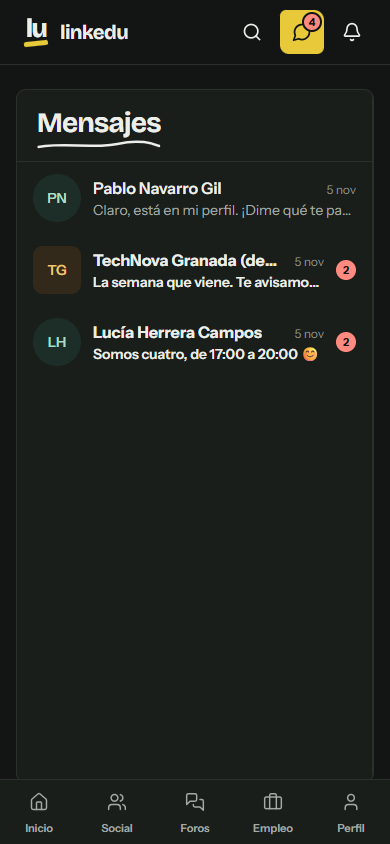 lu linkedu
4
Mensajes
PN
Pablo Navarro Gil
5 nov
Claro, está en mi perfil. ¡Dime qué te pa...
TG
TechNova Granada (de...
5 nov
La semana que viene. Te avisamo...
2
LH
Lucía Herrera Campos
5 nov
Somos cuatro, de 17:00 a 20:00 😊
2
Inicio
Social
Foros
Empleo
Perfil